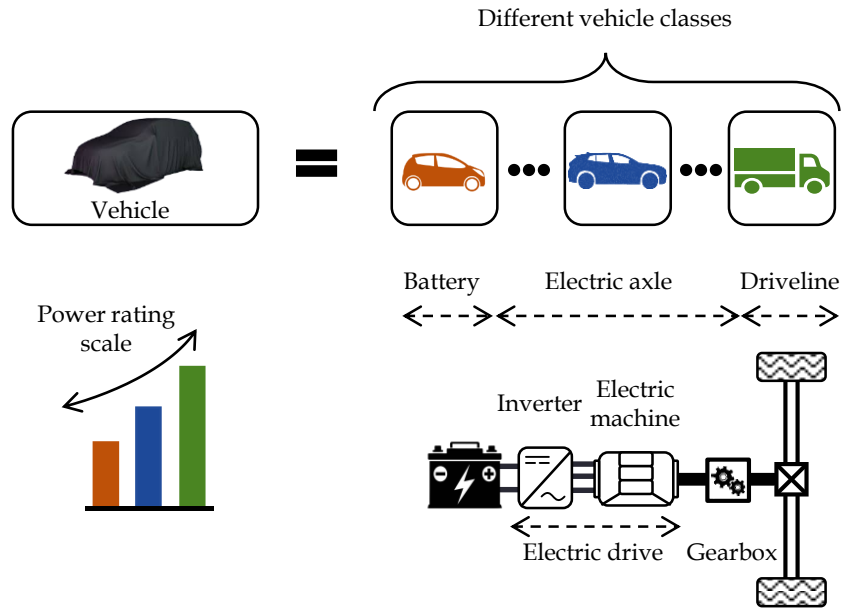 Different vehicle classes
Vehicle
Battery
Electric axle
Driveline
Power rating
scale
Inverter
Electric
machine
Electric drive
Gearbox